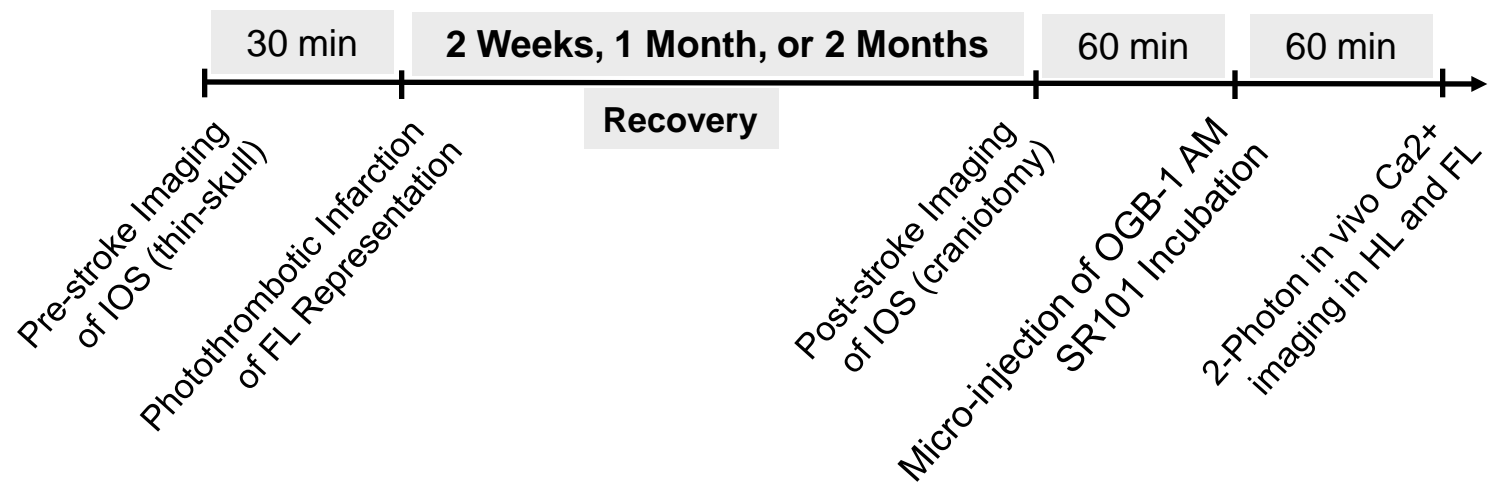 30 min
2 Weeks, 1 Month, or 2 Months
60 min
60 min
Recovery
Pre-stroke Imaging
of IOS (thin-skull)
Photothrombotic Infarction
of FL Representation
Post-stroke Imaging
of IOS (craniotomy)
Micro-injection of OGB-1 AM
SR101 Incubation
2-Photon in vivo Ca2+
imaging in HL and FL